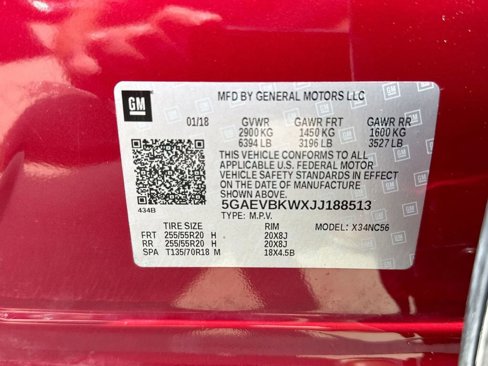 GM
MFD BY GENERAL MOTORS LLC
01/18 GVWR GAWR FRT GAWR RR
2900 KG 1450 KG 1600 KG
6394 LB 3196 LB 3527 LB
THIS VEHICLE CONFORMS TO ALL
APPLICABLE U.S. FEDERAL MOTOR
VEHICLE SAFETY STANDARDS IN EFFECT
ON THE DATE OF MANUFACTURE
SHOWN ABOVE.
5GAEVBKWXJJ188513
434B
TYPE: M.P.V. MODEL: X34NC56
TIRE SIZE RIM
FRT 255/55R20 H 20X8J
RR 255/55R20 H 20X8J
SPA T135/70R18 M 18X4.5B